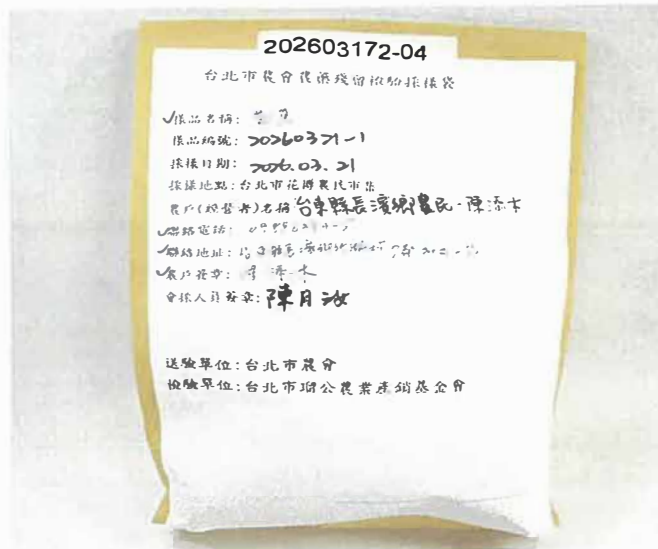 202603172-04
台北市農會農藥殘留檢驗採樣袋
✓樣品名稱:
樣品編號: 20260321-1
採樣日期: 2026.03.21
採樣地點: 台北市花博農民市集
農戶(經營者)名稱 台東縣長濱鄉農民-陳添木
✓聯絡電話:
✓聯絡地址:
✓農戶簽章: 添木
會採人員簽章: 陳月汝
送驗單位: 台北市農會
檢驗單位: 台北市瑠公農業產銷基金會